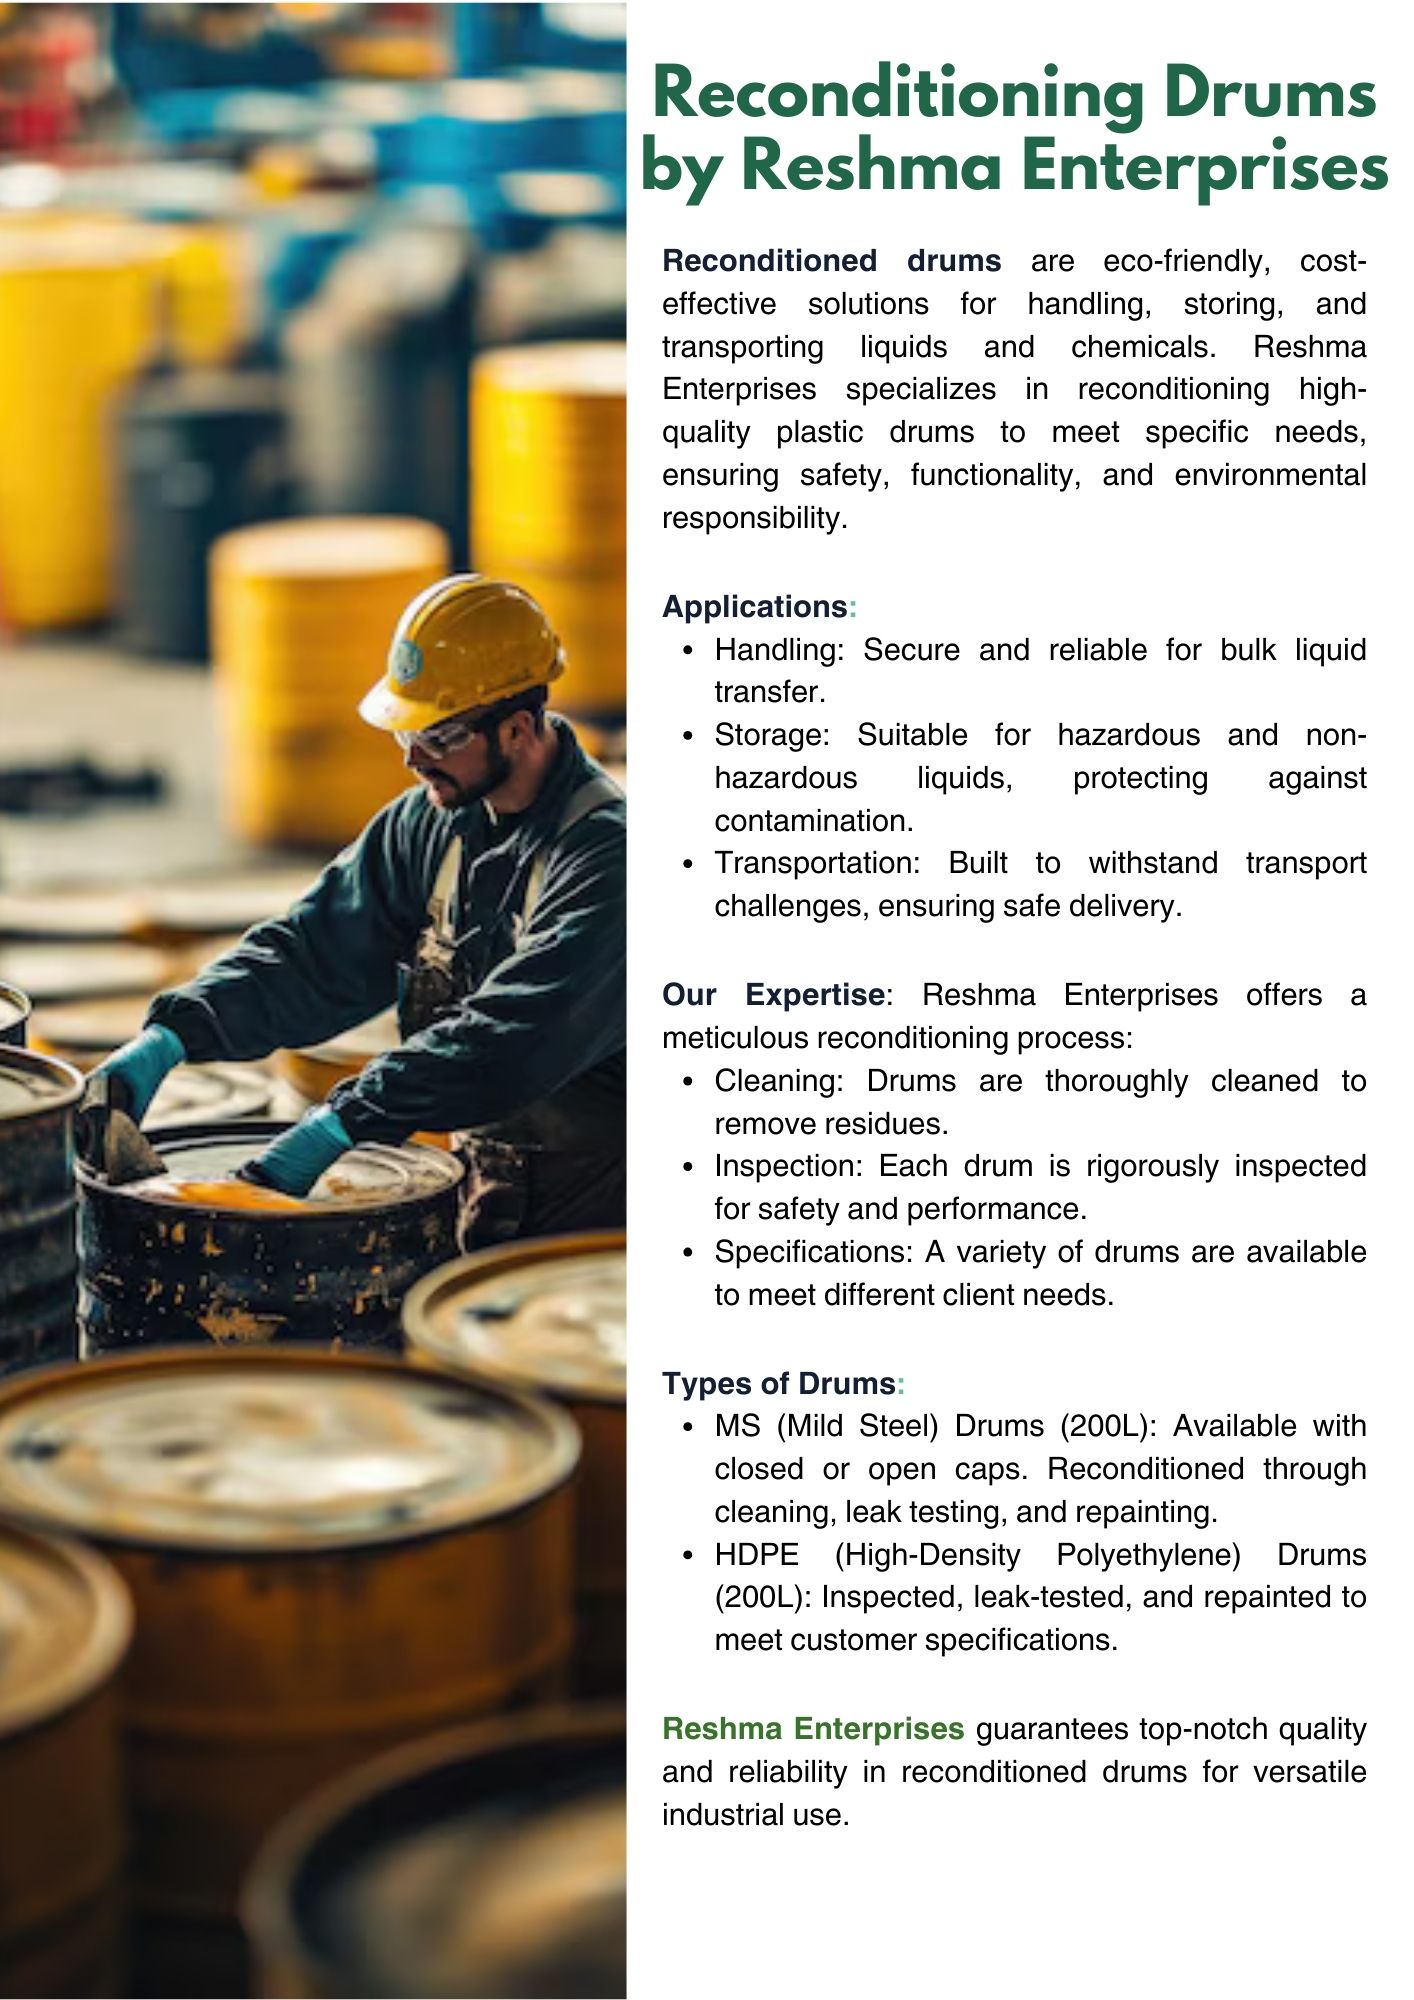 Reconditioning Drums
by Reshma Enterprises
Reconditioned drums are eco-friendly, cost-
effective solutions for handling, storing, and
transporting liquids and chemicals. Reshma
Enterprises specializes in reconditioning high-
quality plastic drums to meet specific needs,
ensuring safety, functionality, and environmental
responsibility.
Applications:
• Handling: Secure and reliable for bulk liquid
transfer.
• Storage: Suitable for hazardous and non-
hazardous liquids, protecting against
contamination.
• Transportation: Built to withstand transport
challenges, ensuring safe delivery.
Our Expertise: Reshma Enterprises offers a
meticulous reconditioning process:
• Cleaning: Drums are thoroughly cleaned to
remove residues.
• Inspection: Each drum is rigorously inspected
for safety and performance.
• Specifications: A variety of drums are available
to meet different client needs.
Types of Drums:
• MS (Mild Steel) Drums (200L): Available with
closed or open caps. Reconditioned through
cleaning, leak testing, and repainting.
• HDPE (High-Density Polyethylene) Drums
(200L): Inspected, leak-tested, and repainted to
meet customer specifications.
Reshma Enterprises guarantees top-notch quality
and reliability in reconditioned drums for versatile
industrial use.